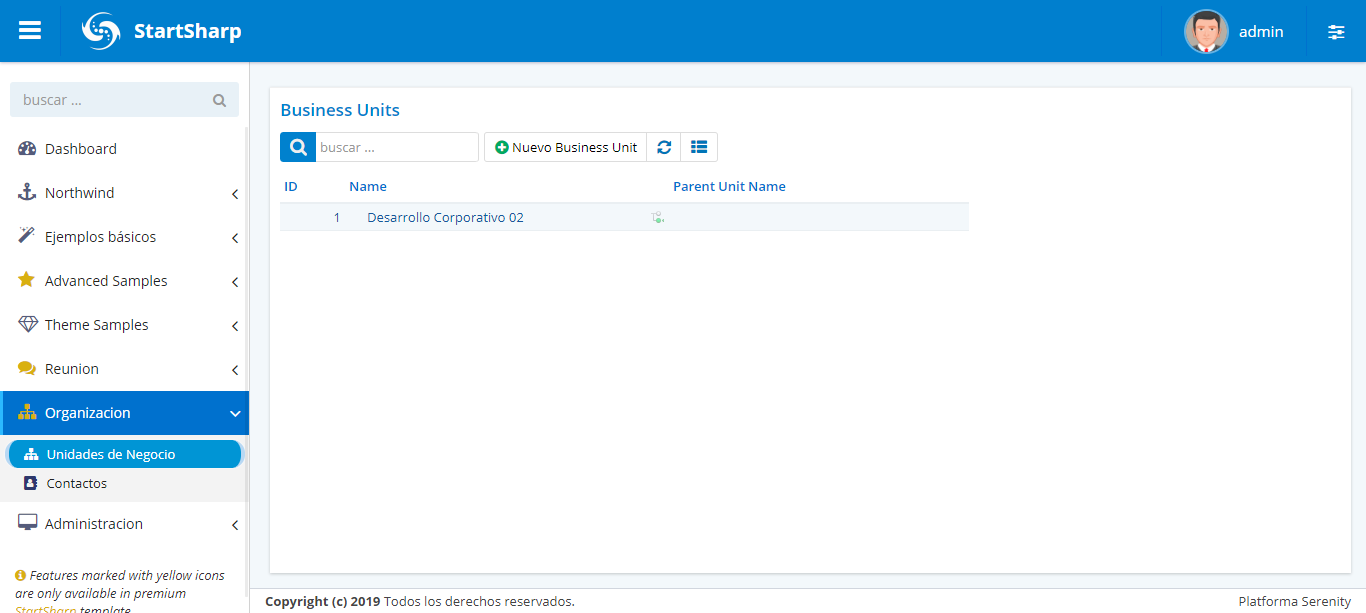 StartSharp
admin
buscar ...
Dashboard
Northwind
Ejemplos básicos
Advanced Samples
Theme Samples
Reunion
Organizacion
Unidades de Negocio
Contactos
Administracion
Features marked with yellow icons
are only available in premium
StartSharp template
Business Units
buscar ...
Nuevo Business Unit
ID Name Parent Unit Name
1 Desarrollo Corporativo 02
Copyright (c) 2019 Todos los derechos reservados.
Platforma Serenity